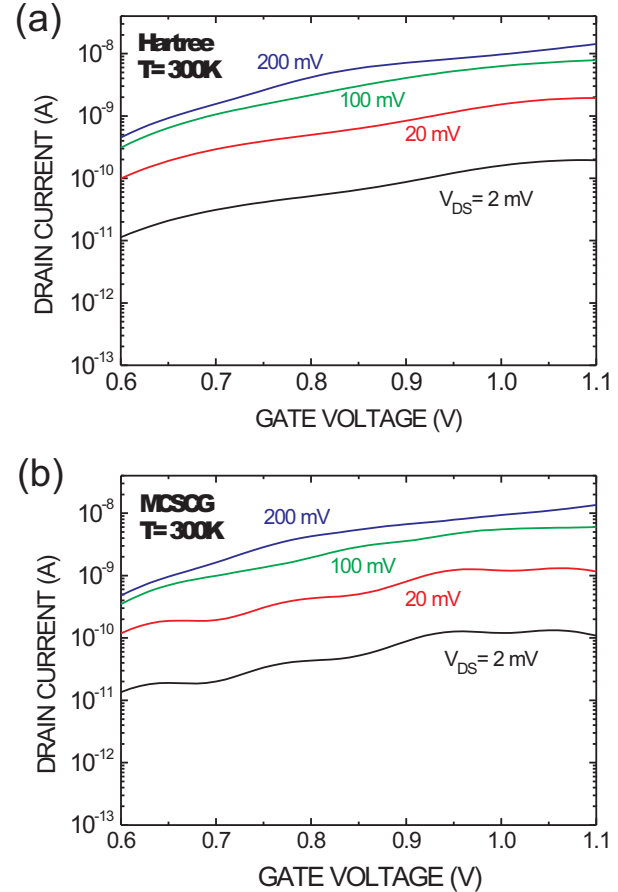 (a)
Hartree
T= 300K
200 mV
100 mV
20 mV
V_DS= 2 mV
10^-8
10^-9
10^-10
10^-11
10^-12
10^-13
DRAIN CURRENT (A)
0.6 0.7 0.8 0.9 1.0 1.1
GATE VOLTAGE (V)
(b)
MCSCG
T= 300K
200 mV
100 mV
20 mV
V_DS= 2 mV
10^-8
10^-9
10^-10
10^-11
10^-12
10^-13
DRAIN CURRENT (A)
0.6 0.7 0.8 0.9 1.0 1.1
GATE VOLTAGE (V)